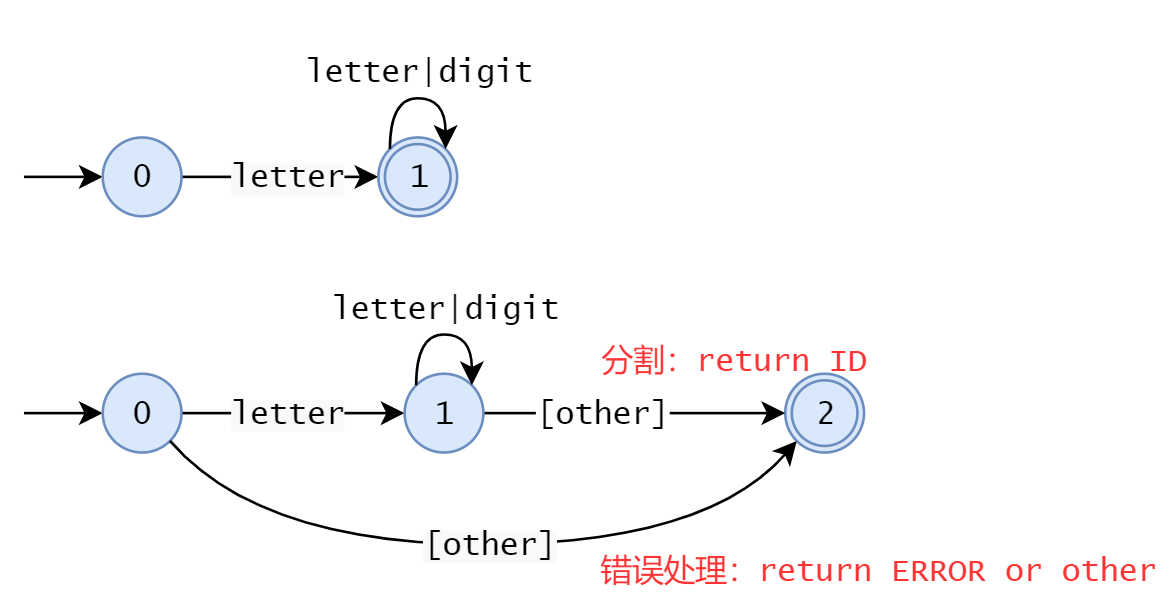 letter|digit
0
letter
1
letter|digit
分割：return ID
0
letter
1
[other]
2
[other]
错误处理：return ERROR or other